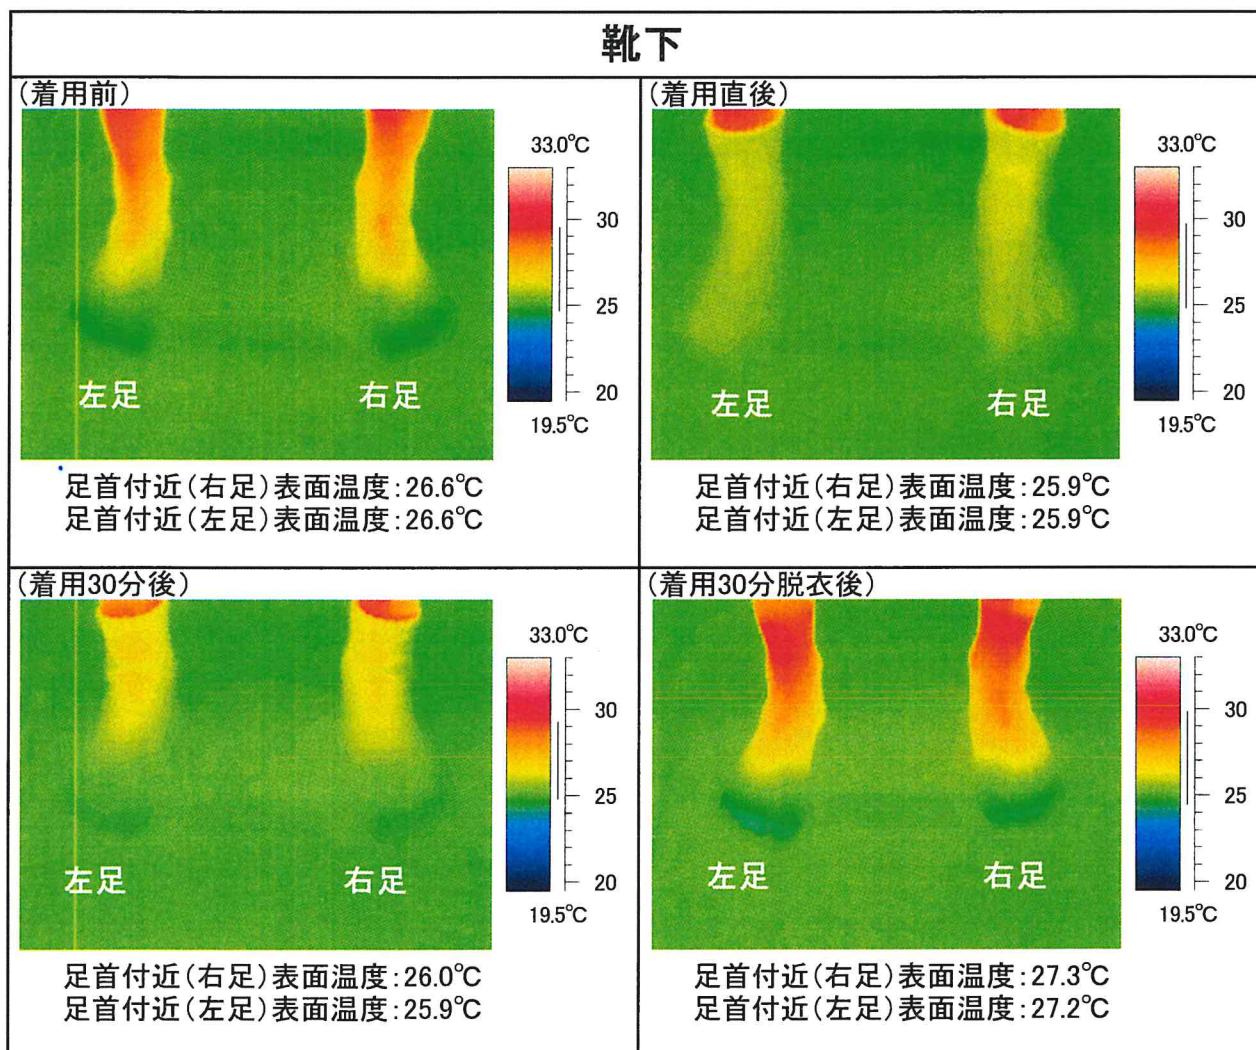 靴下
(着用前)
33.0℃
30
25
20
19.5℃
左足
右足
足首付近(右足)表面温度:26.6℃
足首付近(左足)表面温度:26.6℃
(着用直後)
33.0℃
30
25
20
19.5℃
左足
右足
足首付近(右足)表面温度:25.9℃
足首付近(左足)表面温度:25.9℃
(着用30分後)
33.0℃
30
25
20
19.5℃
左足
右足
足首付近(右足)表面温度:26.0℃
足首付近(左足)表面温度:25.9℃
(着用30分脱衣後)
33.0℃
30
25
20
19.5℃
左足
右足
足首付近(右足)表面温度:27.3℃
足首付近(左足)表面温度:27.2℃